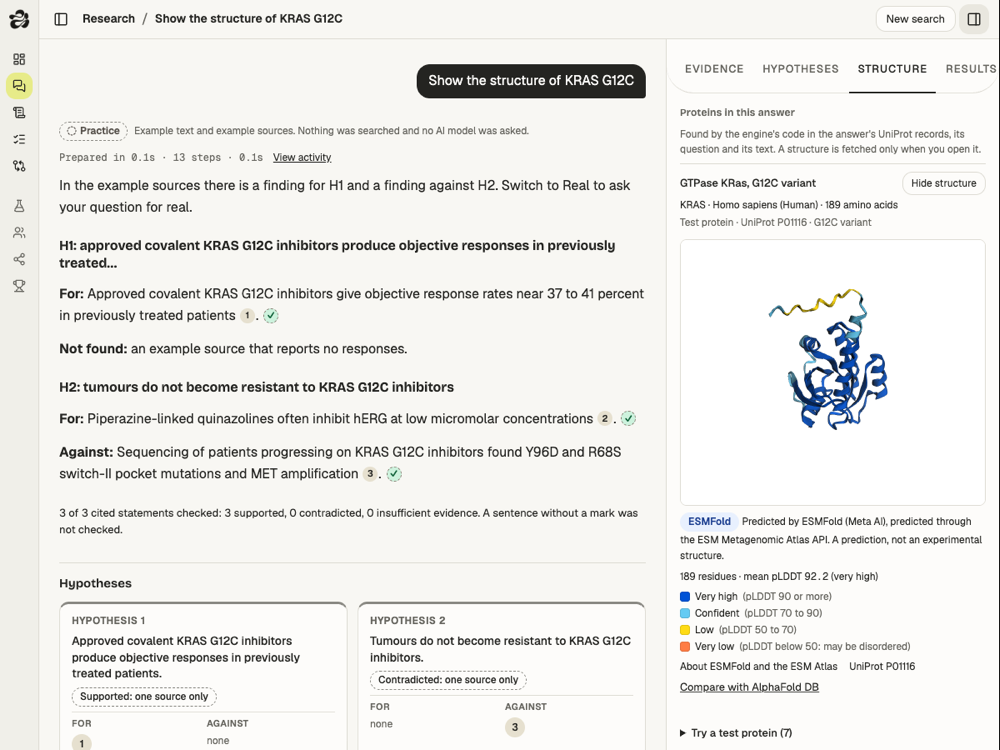 Research / Show the structure of KRAS G12C
New search
Show the structure of KRAS G12C
Practice Example text and example sources. Nothing was searched and no AI model was asked.
Prepared in 0.1s · 13 steps · 0.1s View activity
In the example sources there is a finding for H1 and a finding against H2. Switch to Real to ask
your question for real.
H1: approved covalent KRAS G12C inhibitors produce objective responses in previously
treated...
For: Approved covalent KRAS G12C inhibitors give objective response rates near 37 to 41 percent
in previously treated patients 1.
Not found: an example source that reports no responses.
H2: tumours do not become resistant to KRAS G12C inhibitors
For: Piperazine-linked quinazolines often inhibit hERG at low micromolar concentrations 2.
Against: Sequencing of patients progressing on KRAS G12C inhibitors found Y96D and R68S
switch-II pocket mutations and MET amplification 3.
3 of 3 cited statements checked: 3 supported, 0 contradicted, 0 insufficient evidence. A sentence without a mark was
not checked.
Hypotheses
HYPOTHESIS 1
Approved covalent KRAS G12C inhibitors
produce objective responses in previously
treated patients.
Supported: one source only
FOR AGAINST
1 none
HYPOTHESIS 2
Tumours do not become resistant to KRAS G12C
inhibitors.
Contradicted: one source only
FOR AGAINST
none 3
EVIDENCE HYPOTHESES STRUCTURE RESULTS
Proteins in this answer
Found by the engine's code in the answer's UniProt records, its
question and its text. A structure is fetched only when you open it.
GTPase KRas, G12C variant Hide structure
KRAS · Homo sapiens (Human) · 189 amino acids
Test protein · UniProt P01116 · G12C variant
ESMFold Predicted by ESMFold (Meta AI), predicted through
the ESM Metagenomic Atlas API. A prediction, not an experimental
structure.
189 residues · mean pLDDT 92.2 (very high)
Very high (pLDDT 90 or more)
Confident (pLDDT 70 to 90)
Low (pLDDT 50 to 70)
Very low (pLDDT below 50: may be disordered)
About ESMFold and the ESM Atlas UniProt P01116
Compare with AlphaFold DB
Try a test protein (7)